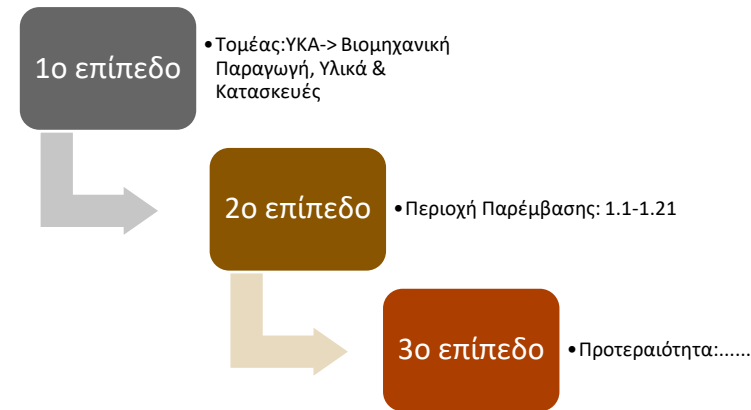 1ο επίπεδο
•Τομέας:ΥΚΑ-> Βιομηχανική
Παραγωγή, Υλικά &
Κατασκευές
2ο επίπεδο
•Περιοχή Παρέμβασης: 1.1-1.21
3ο επίπεδο
•Προτεραιότητα:......